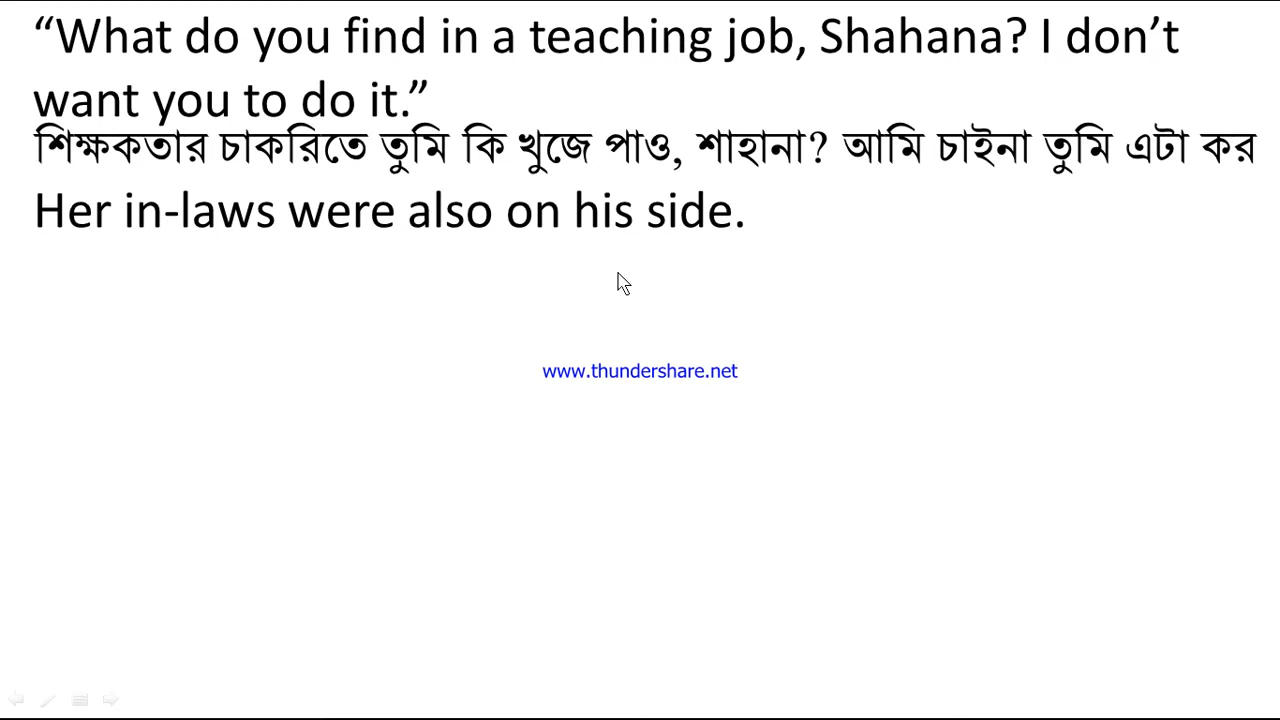 “What do you find in a teaching job, Shahana? I don’t
want you to do it.”
শিক্ষকতার চাকরিতে তুমি কি খুজে পাও, শাহানা? আমি চাইনা তুমি এটা কর
Her in-laws were also on his side.
www.thundershare.net